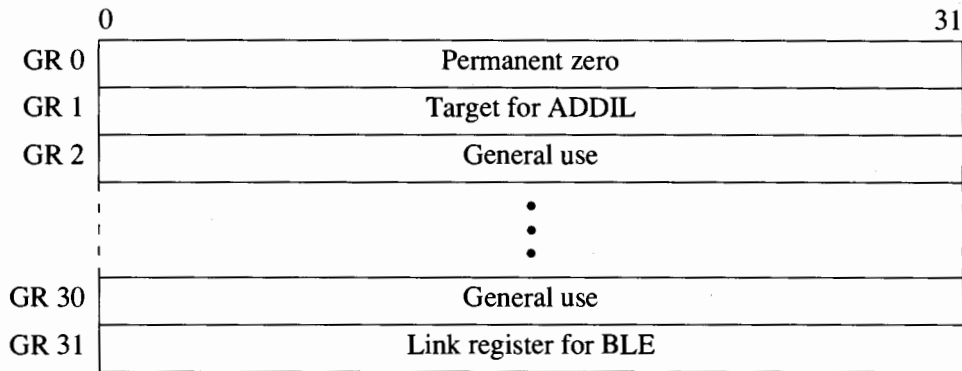 0 31
GR 0 Permanent zero
GR 1 Target for ADDIL
GR 2 General use
GR 30 General use
GR 31 Link register for BLE